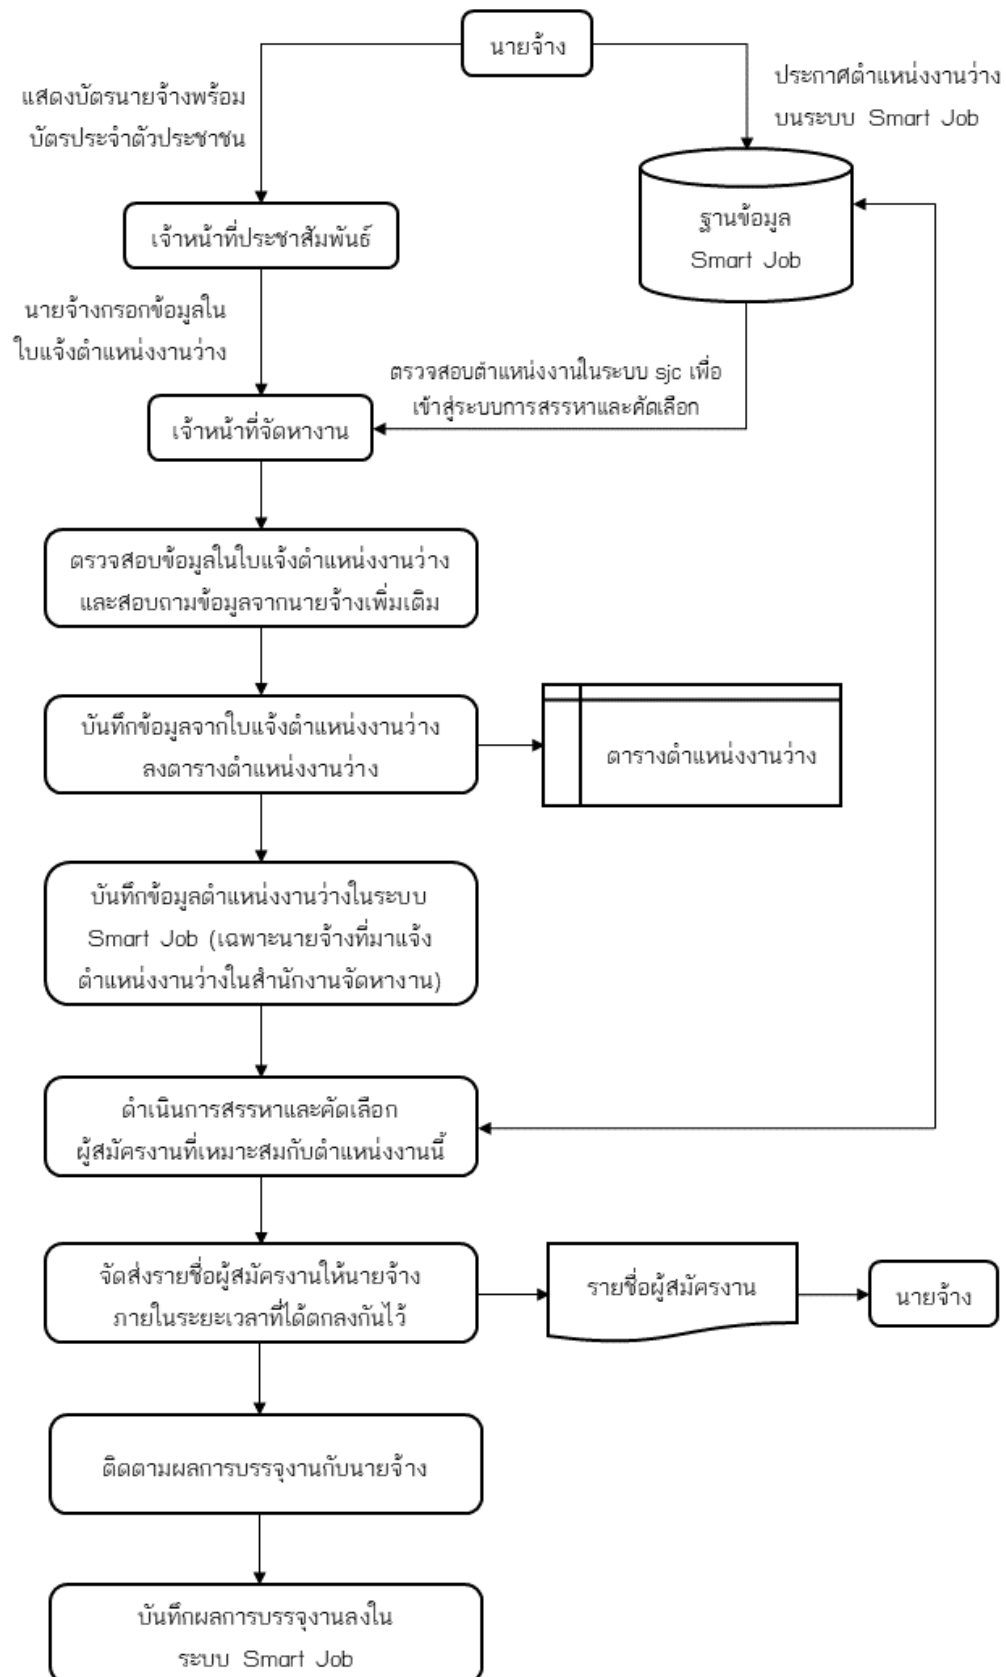 นายจ้าง
แสดงบัตรนายจ้างพร้อม
บัตรประจำตัวประชาชน
ประกาศตำแหน่งงานว่าง
บนระบบ Smart Job
เจ้าหน้าที่ประชาสัมพันธ์
ฐานข้อมูล
Smart Job
นายจ้างกรอกข้อมูลใน
ใบแจ้งตำแหน่งงานว่าง
ตรวจสอบตำแหน่งงานในระบบ sjc เพื่อ
เข้าสู่ระบบการสรรหาและคัดเลือก
เจ้าหน้าที่จัดหางาน
ตรวจสอบข้อมูลในใบแจ้งตำแหน่งงานว่าง
และสอบถามข้อมูลจากนายจ้างเพิ่มเติม
บันทึกข้อมูลจากใบแจ้งตำแหน่งงานว่าง
ลงตารางตำแหน่งงานว่าง
ตารางตำแหน่งงานว่าง
บันทึกข้อมูลตำแหน่งงานว่างในระบบ
Smart Job (เฉพาะนายจ้างที่มาแจ้ง
ตำแหน่งงานว่างในสำนักงานจัดหางาน)
ดำเนินการสรรหาและคัดเลือก
ผู้สมัครงานที่เหมาะสมกับตำแหน่งงานนี้
จัดส่งรายชื่อผู้สมัครงานให้นายจ้าง
ภายในระยะเวลาที่ได้ตกลงกันไว้
รายชื่อผู้สมัครงาน
นายจ้าง
ติดตามผลการบรรจุงานกับนายจ้าง
บันทึกผลการบรรจุงานลงใน
ระบบ Smart Job